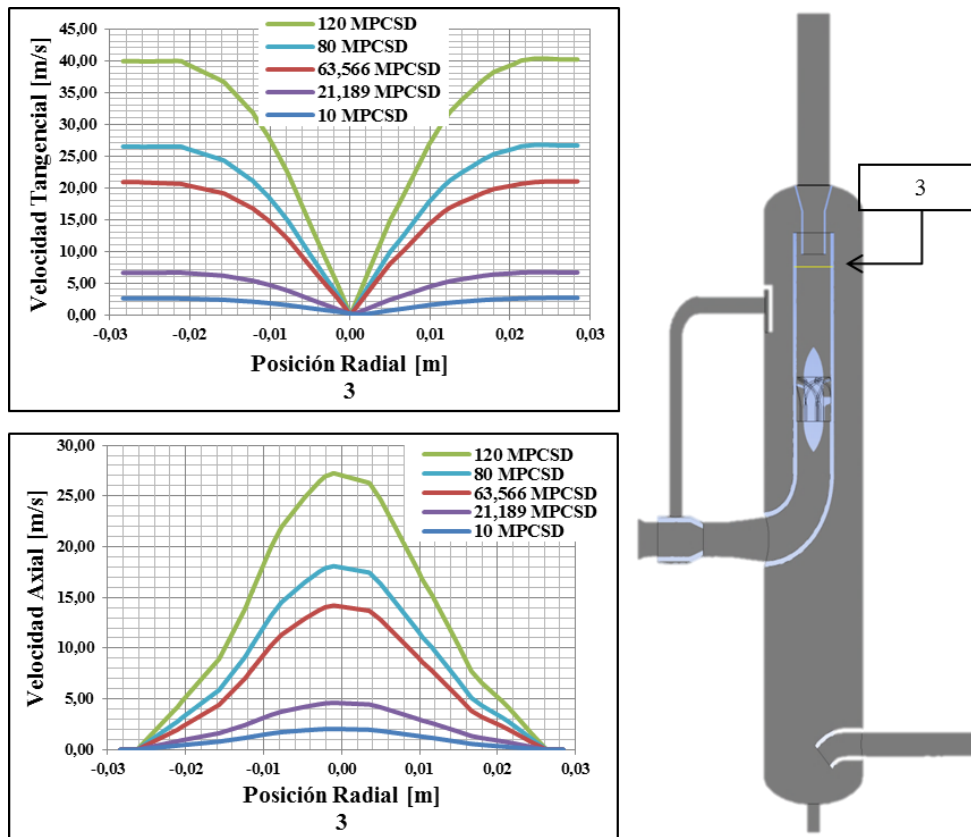 120 MPCSD
80 MPCSD
63,566 MPCSD
21,189 MPCSD
10 MPCSD
Velocidad Tangencial [m/s]
45,00
40,00
35,00
30,00
25,00
20,00
15,00
10,00
5,00
0,00
-0,03 -0,02 -0,01 0,00 0,01 0,02 0,03
Posición Radial [m]
3
120 MPCSD
80 MPCSD
63,566 MPCSD
21,189 MPCSD
10 MPCSD
Velocidad Axial [m/s]
30,00
25,00
20,00
15,00
10,00
5,00
0,00
-0,03 -0,02 -0,01 0,00 0,01 0,02 0,03
Posición Radial [m]
3
3